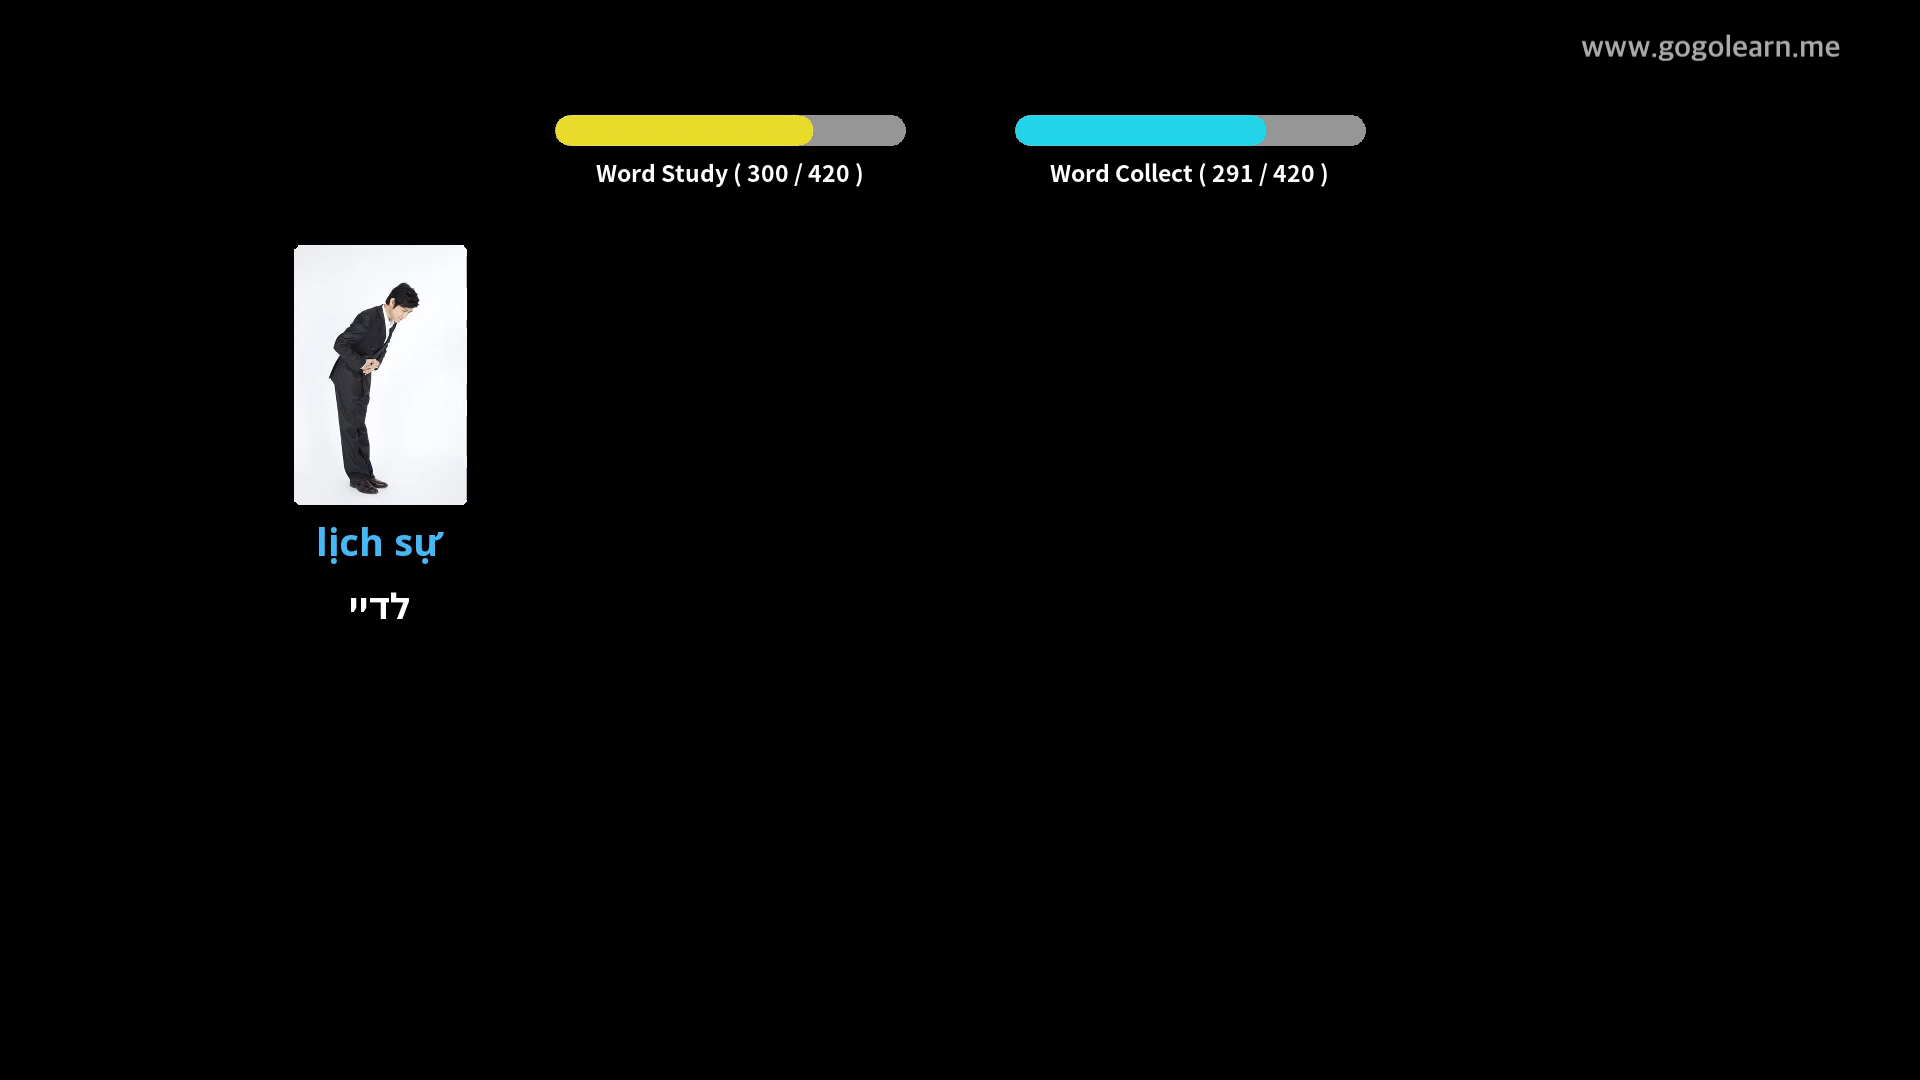 www.gogolearn.me
Word Study ( 300 / 420 )
Word Collect ( 291 / 420 )
lịch sự
לדיי